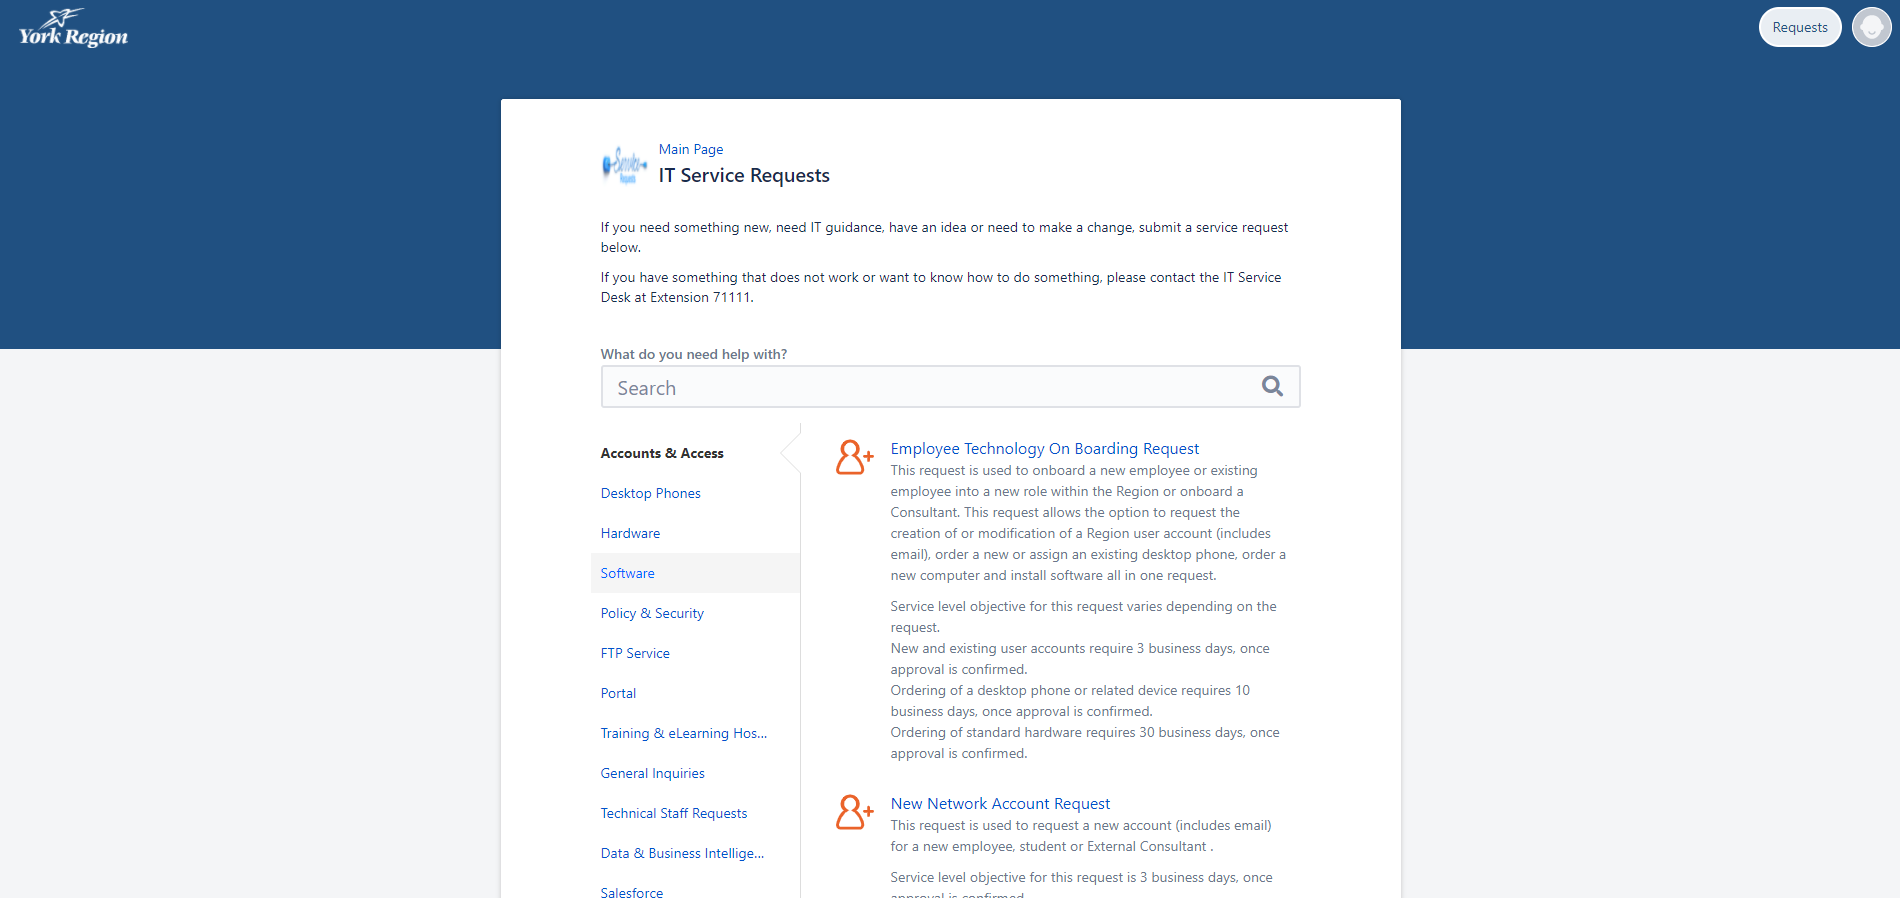 York Region
Requests
Main Page
Service
Requests
IT Service Requests
If you need something new, need IT guidance, have an idea or need to make a change, submit a service request
below.
If you have something that does not work or want to know how to do something, please contact the IT Service
Desk at Extension 71111.
What do you need help with?
Search
Accounts & Access
Desktop Phones
Hardware
Software
Policy & Security
FTP Service
Portal
Training & eLearning Hos...
General Inquiries
Technical Staff Requests
Data & Business Intellige...
Salesforce
Employee Technology On Boarding Request
This request is used to onboard a new employee or existing
employee into a new role within the Region or onboard a
Consultant. This request allows the option to request the
creation of or modification of a Region user account (includes
email), order a new or assign an existing desktop phone, order a
new computer and install software all in one request.
Service level objective for this request varies depending on the
request.
New and existing user accounts require 3 business days, once
approval is confirmed.
Ordering of a desktop phone or related device requires 10
business days, once approval is confirmed.
Ordering of standard hardware requires 30 business days, once
approval is confirmed.
New Network Account Request
This request is used to request a new account (includes email)
for a new employee, student or External Consultant .
Service level objective for this request is 3 business days, once
approval is confirmed.